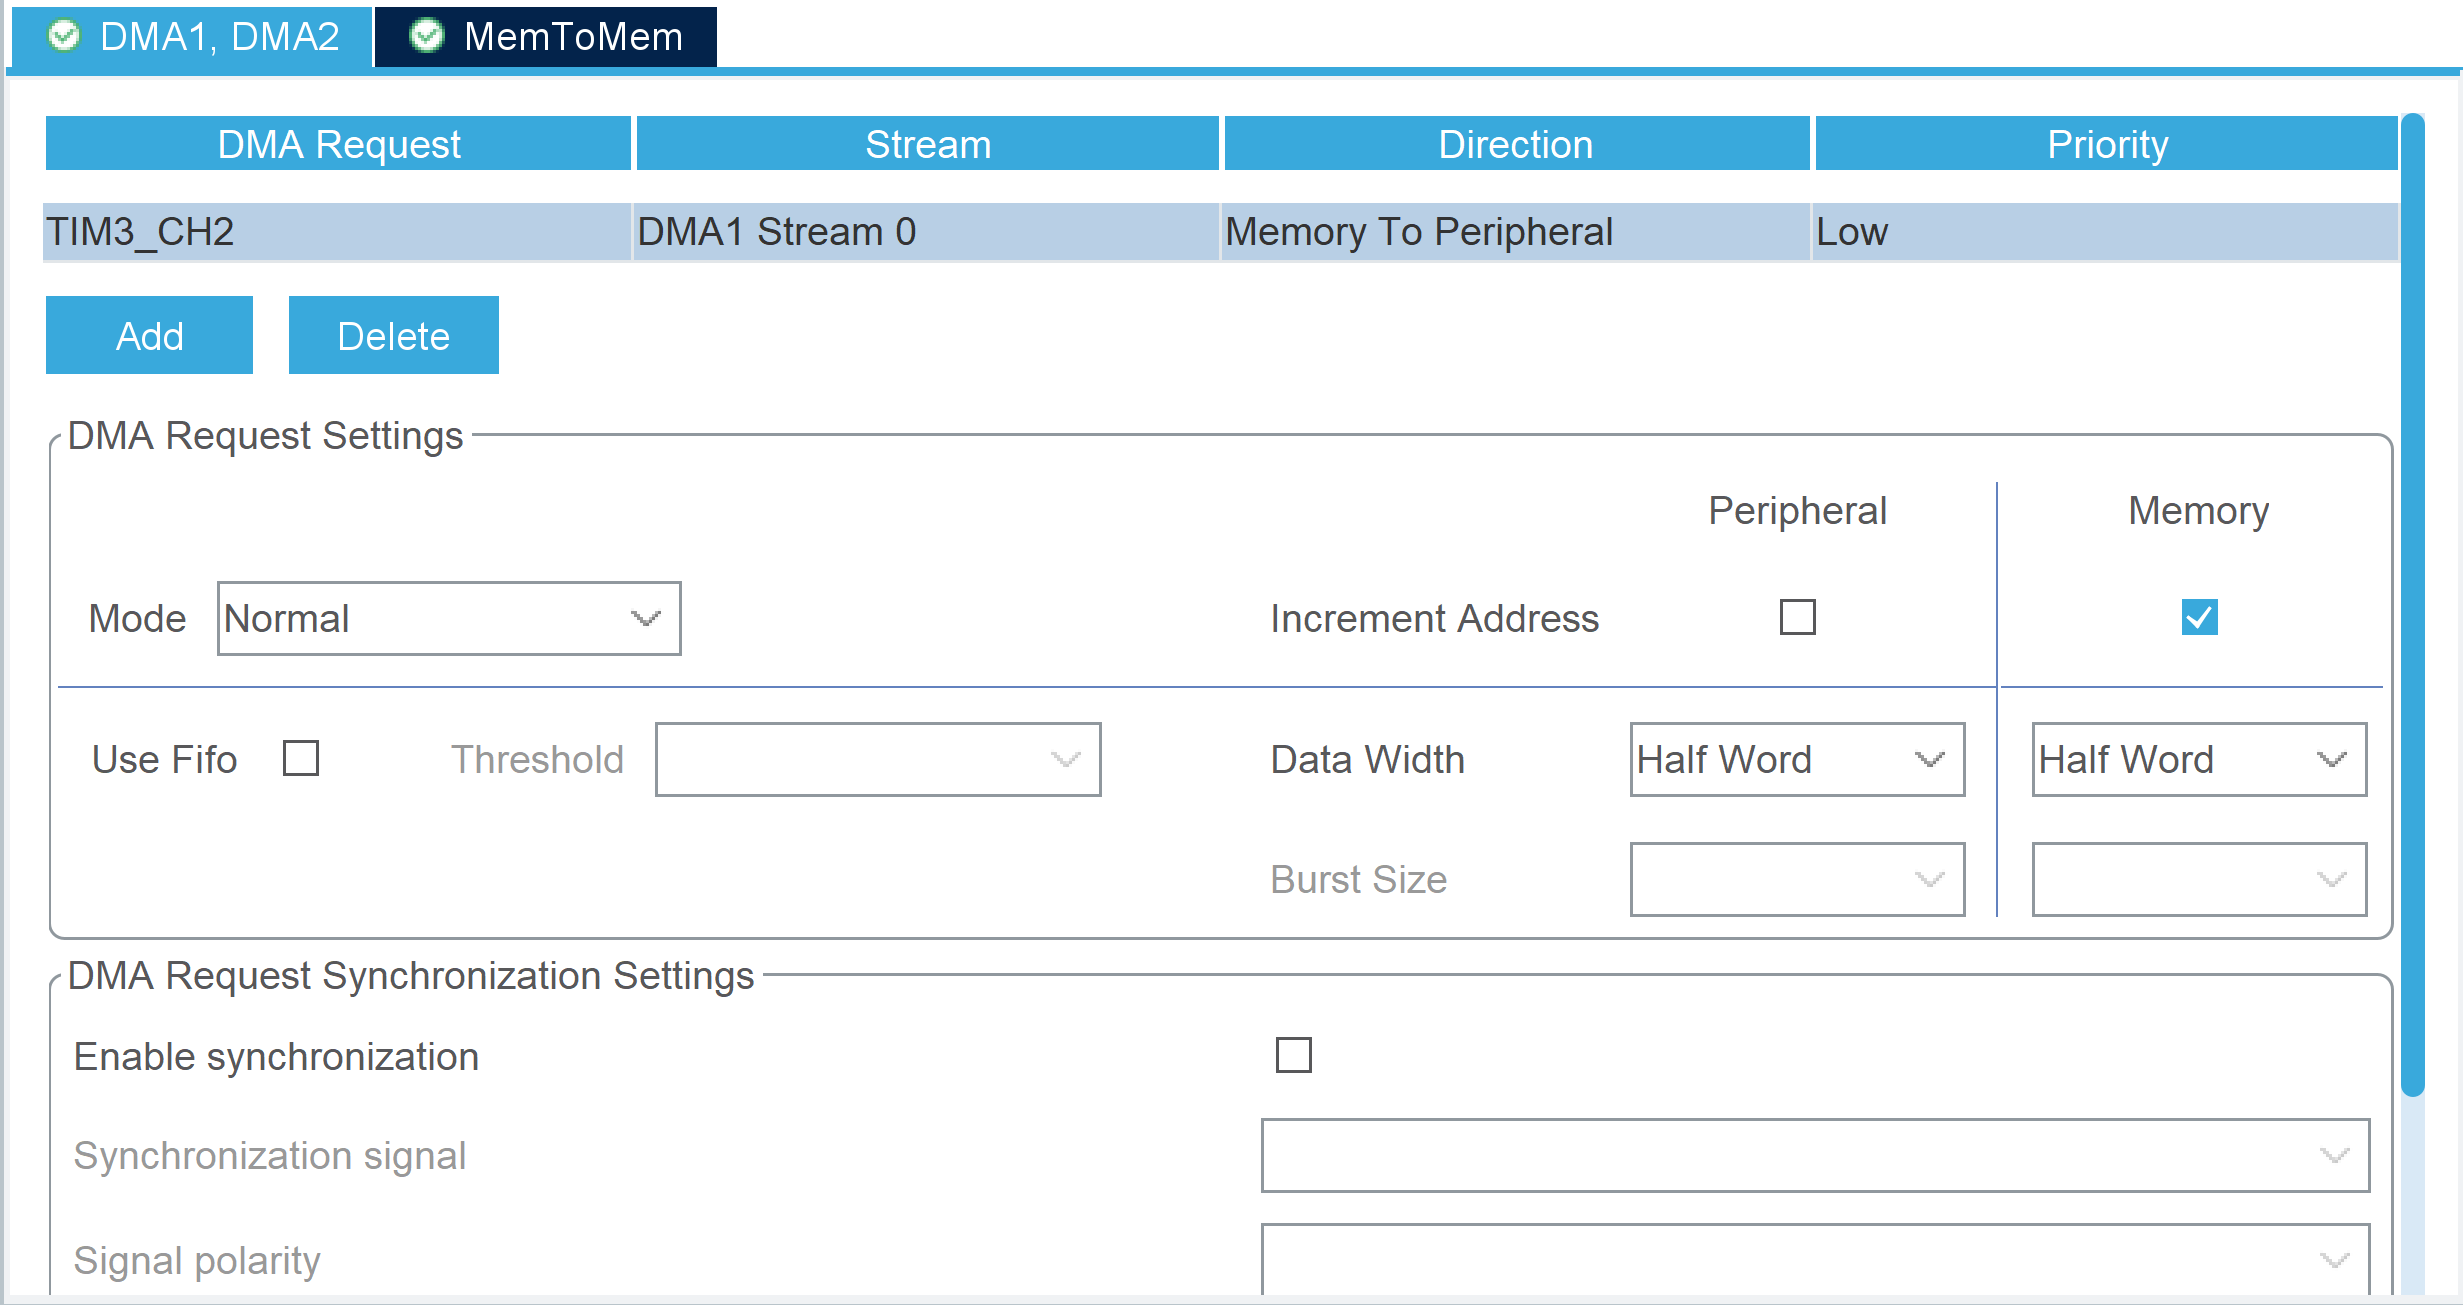 DMA1, DMA2 MemToMem
DMA Request Stream Direction Priority
TIM3_CH2 DMA1 Stream 0 Memory To Peripheral Low
Add Delete
DMA Request Settings
Peripheral Memory
Mode Normal Increment Address
Use Fifo Threshold Data Width Half Word Half Word
Burst Size
DMA Request Synchronization Settings
Enable synchronization
Synchronization signal
Signal polarity